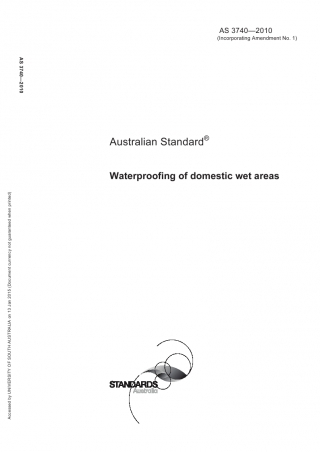 AS 3740—2010
(Incorporating Amendment No. 1)
AS 3740—2010
Australian Standard®
Waterproofing of domestic wet areas
STANDARDS
Australia
Accessed by UNIVERSITY OF SOUTH AUSTRALIA on 13 Jan 2015 (Document currency not guaranteed when printed)